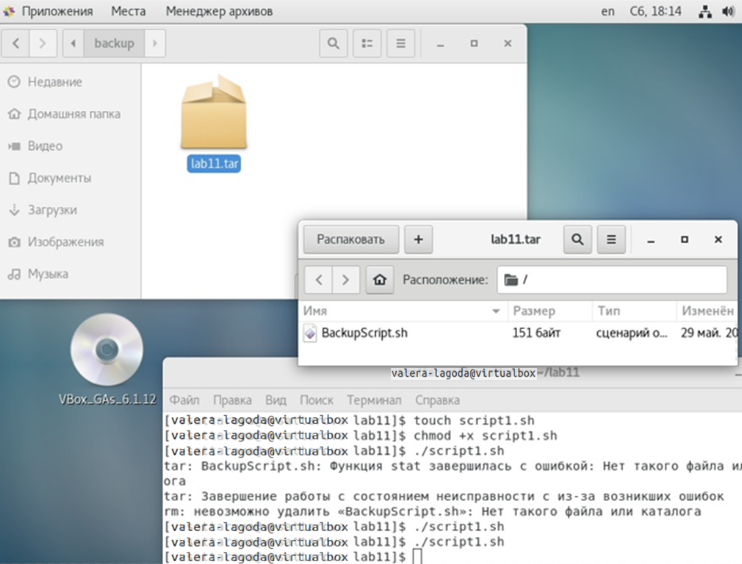 Приложения Места Менеджер архивов en Сб, 18:14
backup
Недавние
Домашняя папка
Видео
Документы
Загрузки
Изображения
Музыка
lab11.tar
Распаковать + lab11.tar
Расположение: /
Имя Размер Тип Изменён
BackupScript.sh 151 байт сценарий о... 29 май. 20
VBox_GAs_6.1.12
valera-lagoda@virtualbox:~/lab11
Файл Правка Вид Поиск Терминал Справка
[valera-lagoda@virtualbox lab11]$ touch script1.sh
[valera-lagoda@virtualbox lab11]$ chmod +x script1.sh
[valera-lagoda@virtualbox lab11]$ ./script1.sh
tar: BackupScript.sh: Функция stat завершилась с ошибкой: Нет такого файла ил
ога
tar: Завершение работы с состоянием неисправности с из-за возникших ошибок
rm: невозможно удалить «BackupScript.sh»: Нет такого файла или каталога
[valera-lagoda@virtualbox lab11]$ ./script1.sh
[valera-lagoda@virtualbox lab11]$ ./script1.sh
[valera-lagoda@virtualbox lab11]$